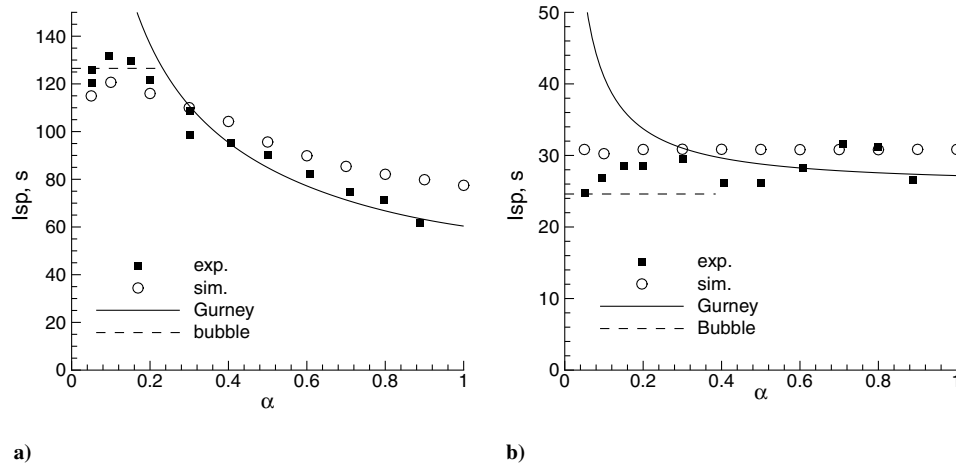 140
120
100
80
60
40
20
0
Isp, s
0 0.2 0.4 0.6 0.8 1
α
exp.
sim.
Gurney
bubble
a)
50
40
30
20
10
0
Isp, s
0 0.2 0.4 0.6 0.8 1
α
exp.
sim.
Gurney
Bubble
b)